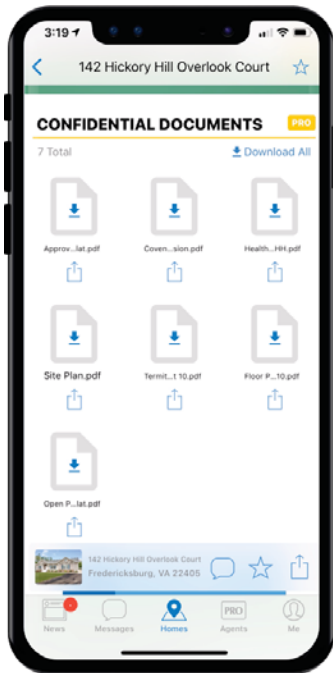 3:19
142 Hickory Hill Overlook Court
CONFIDENTIAL DOCUMENTS PRO
7 Total Download All
Approv...lat.pdf Coven...sion.pdf Health...HH.pdf
Site Plan.pdf Termit...t 10.pdf Floor P...10.pdf
Open P...lat.pdf
142 Hickory Hill Overlook Court
Fredericksburg, VA 22405
PRO
News Messages Homes Agents Me